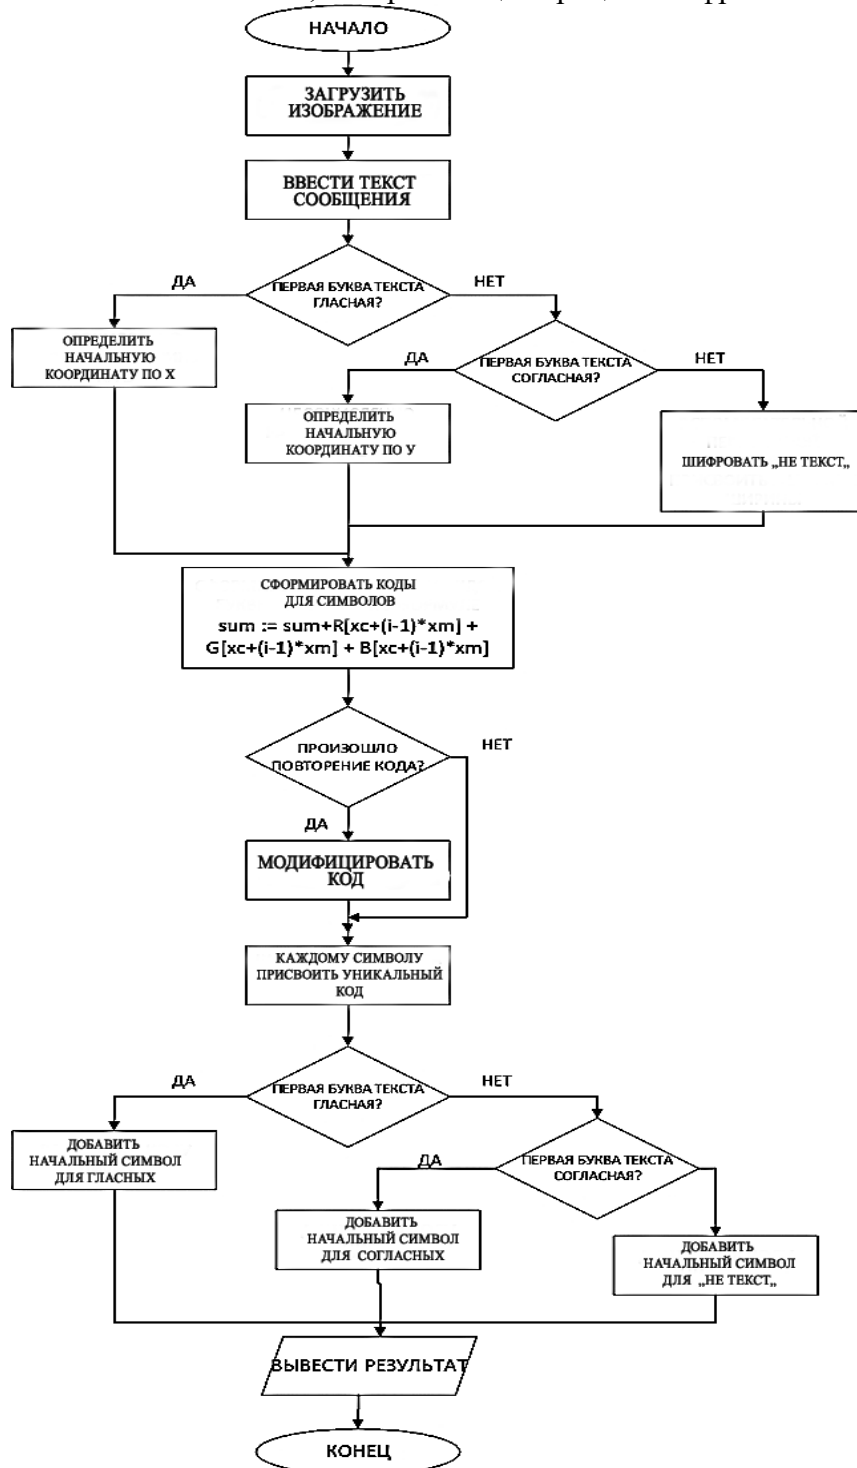 НАЧАЛО
ЗАГРУЗИТЬ
ИЗОБРАЖЕНИЕ
ВВЕСТИ ТЕКСТ
СООБЩЕНИЯ
ПЕРВАЯ БУКВА ТЕКСТА
ГЛАСНАЯ?
ДА
НЕТ
ОПРЕДЕЛИТЬ
НАЧАЛЬНУЮ
КООРДИНАТУ ПО X
ПЕРВАЯ БУКВА ТЕКСТА
СОГЛАСНАЯ?
ДА
НЕТ
ОПРЕДЕЛИТЬ
НАЧАЛЬНУЮ
КООРДИНАТУ ПО У
ШИФРОВАТЬ „НЕ ТЕКСТ„
СФОРМИРОВАТЬ КОДЫ
ДЛЯ СИМВОЛОВ
sum := sum+R[xc+(i-1)*xm] +
G[xc+(i-1)*xm] + B[xc+(i-1)*xm]
ПРОИЗОШЛО
ПОВТОРЕНИЕ КОДА?
НЕТ
ДА
МОДИФИЦИРОВАТЬ
КОД
КАЖДОМУ СИМВОЛУ
ПРИСВОИТЬ УНИКАЛЬНЫЙ
КОД
ПЕРВАЯ БУКВА ТЕКСТА
ГЛАСНАЯ?
ДА
НЕТ
ДОБАВИТЬ
НАЧАЛЬНЫЙ СИМВОЛ
ДЛЯ ГЛАСНЫХ
ПЕРВАЯ БУКВА ТЕКСТА
СОГЛАСНАЯ?
ДА
ДОБАВИТЬ
НАЧАЛЬНЫЙ СИМВОЛ
ДЛЯ СОГЛАСНЫХ
ДОБАВИТЬ
НАЧАЛЬНЫЙ СИМВОЛ
ДЛЯ „НЕ ТЕКСТ„
ВЫВЕСТИ РЕЗУЛЬТАТ
КОНЕЦ